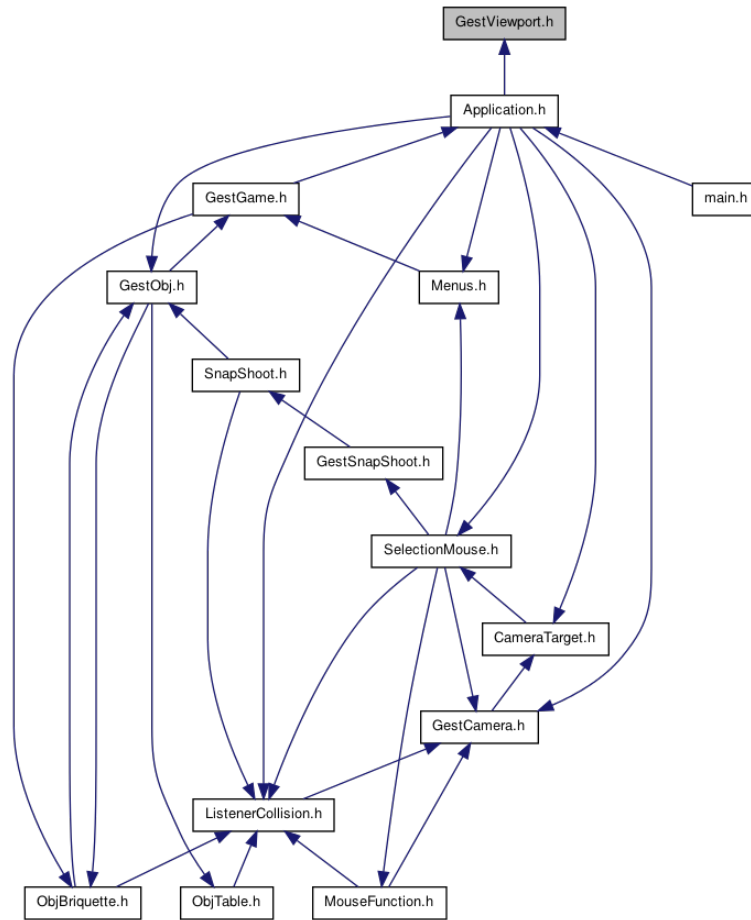 GestViewport.h
Application.h
GestGame.h
main.h
GestObj.h
Menus.h
SnapShoot.h
GestSnapShoot.h
SelectionMouse.h
CameraTarget.h
GestCamera.h
ListenerCollision.h
ObjBriquette.h
ObjTable.h
MouseFunction.h